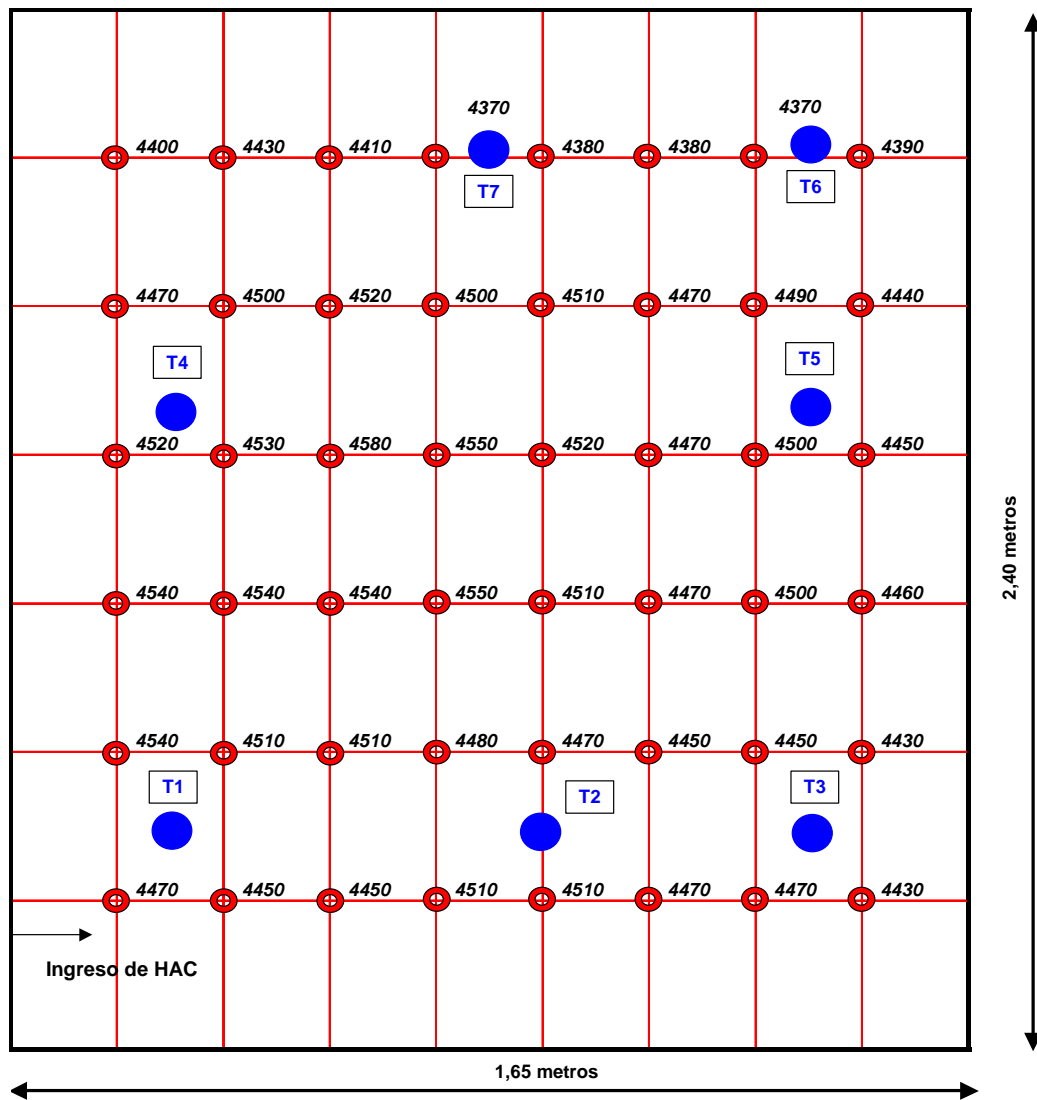 4370 4370
4400 4430 4410 4380 4380 4390
T7 T6
4470 4500 4520 4500 4510 4470 4490 4440
T4 T5
4520 4530 4580 4550 4520 4470 4500 4450
2,40 metros
4540 4540 4540 4550 4510 4470 4500 4460
4540 4510 4510 4480 4470 4450 4450 4430
T1 T2 T3
4470 4450 4450 4510 4510 4470 4470 4430
Ingreso de HAC
1,65 metros